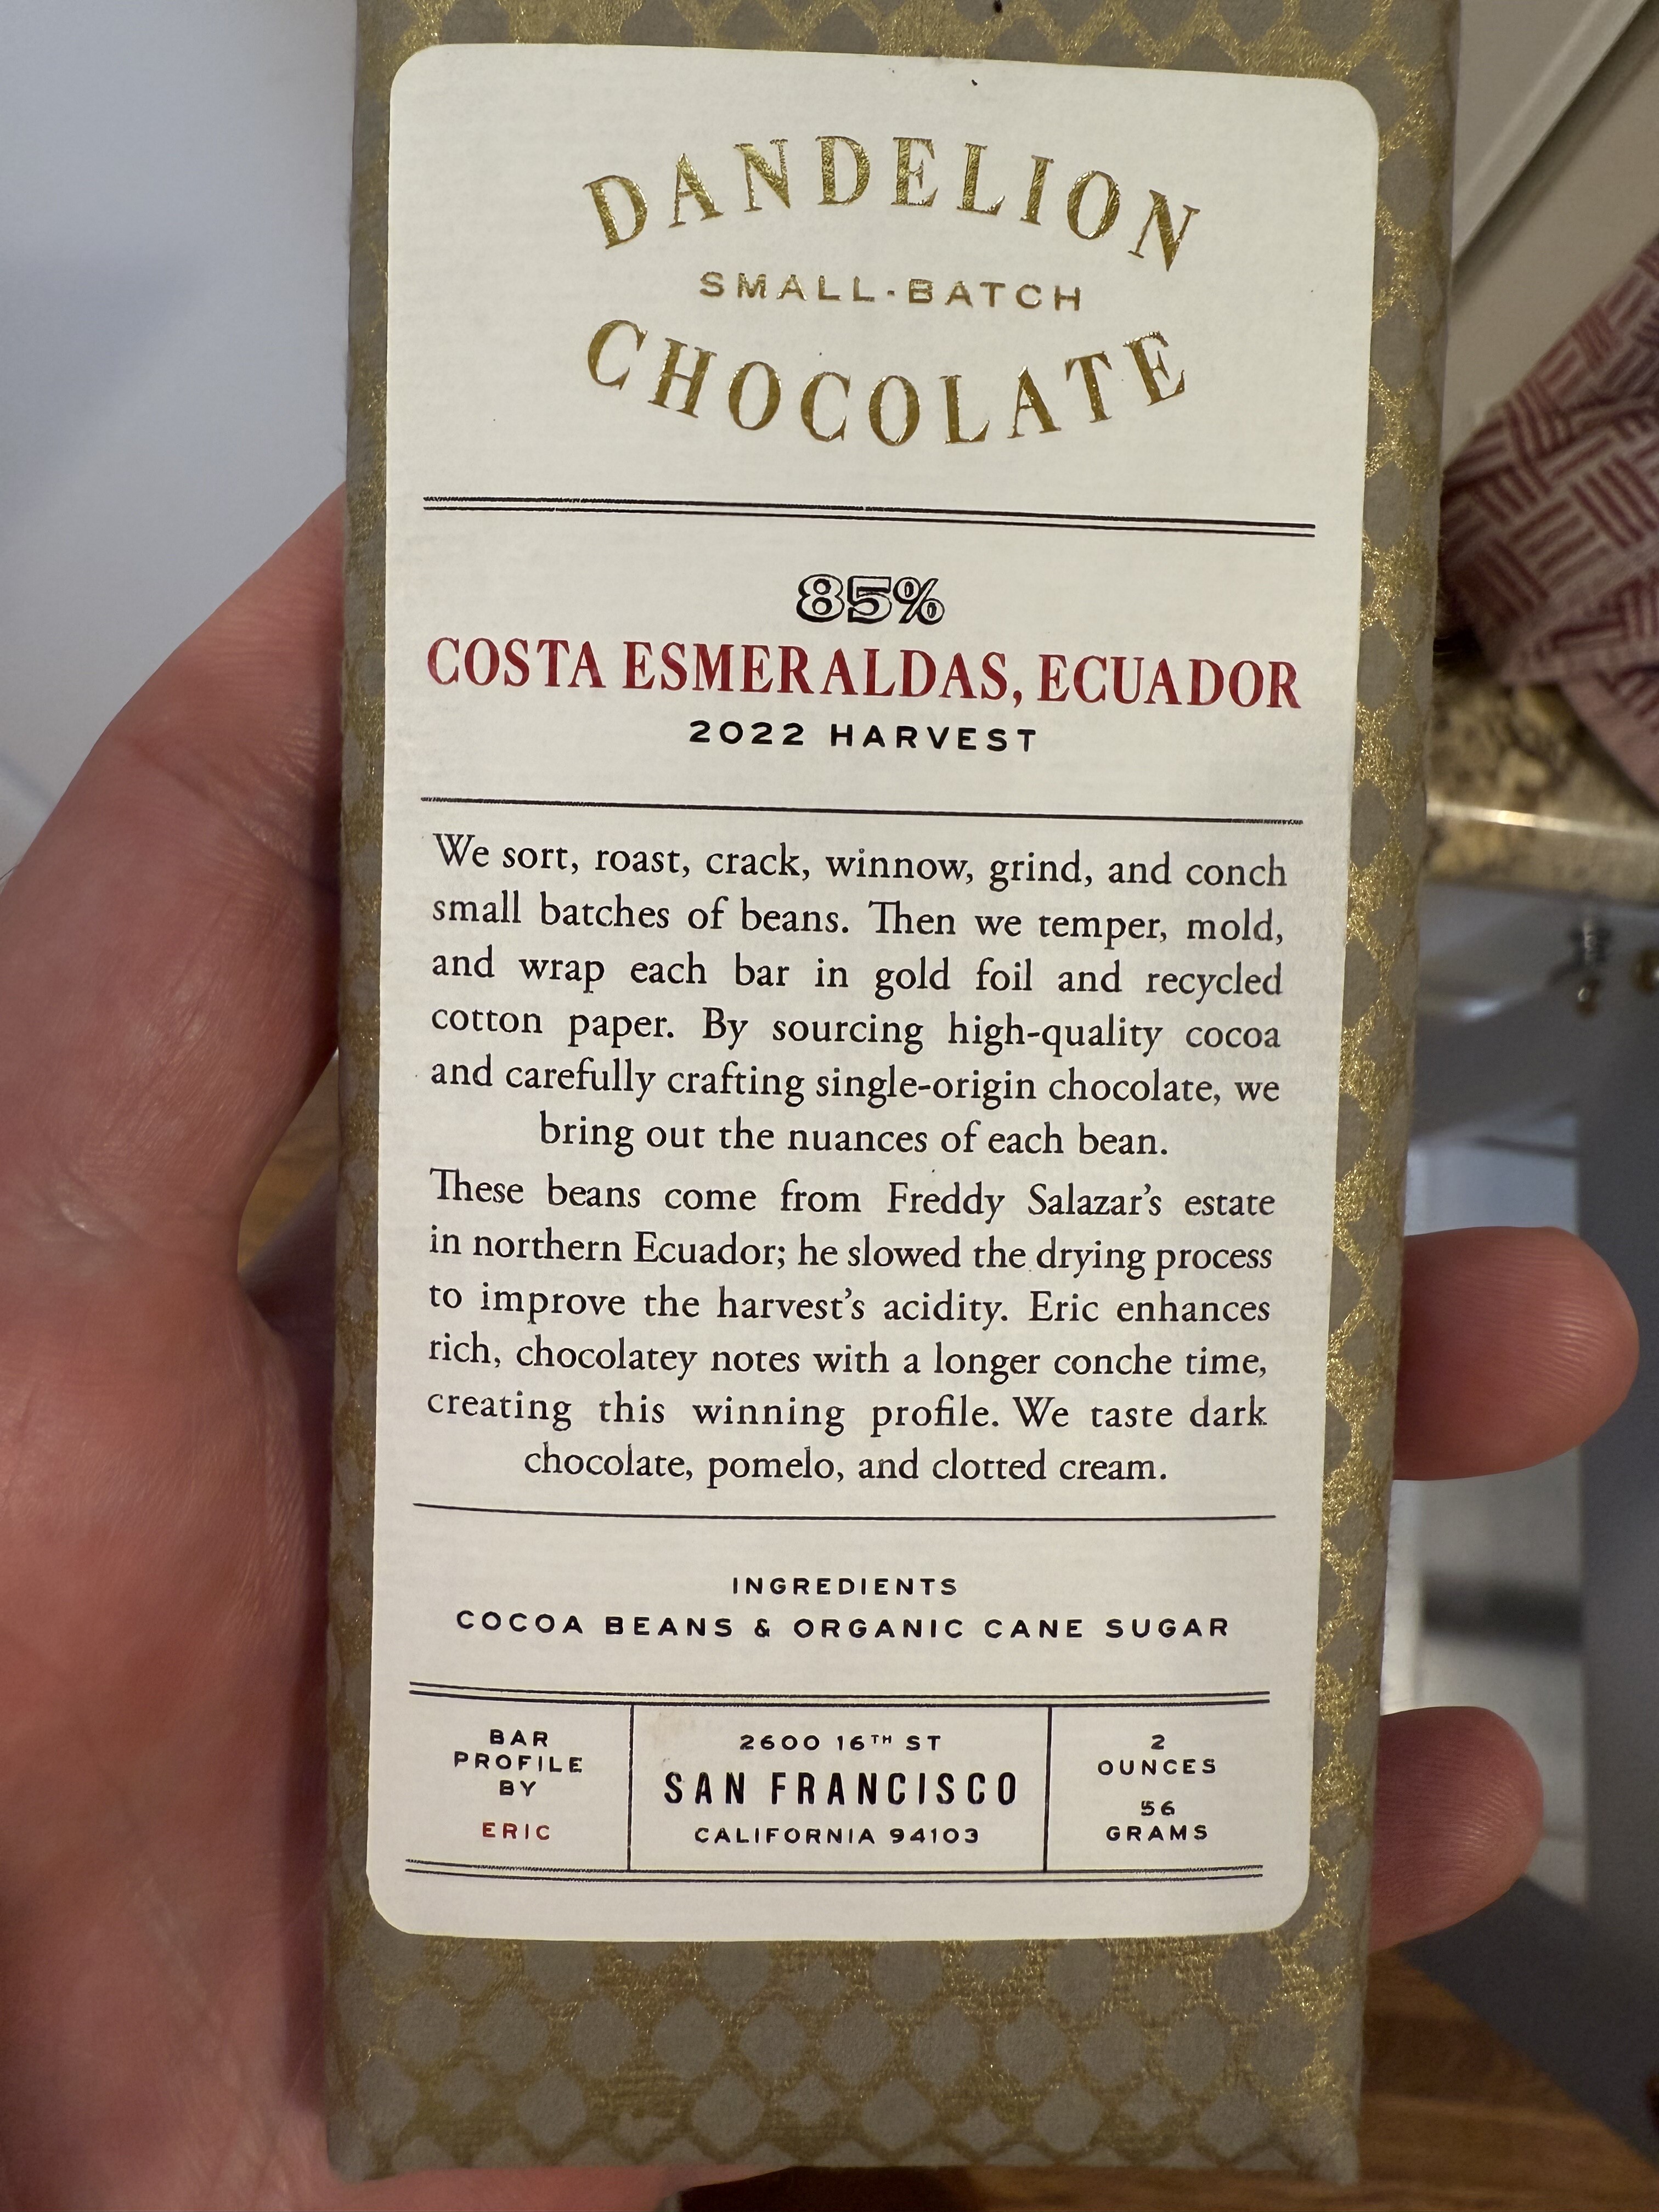 DANDELION
SMALL-BATCH
CHOCOLATE
85%
COSTA ESMERALDAS, ECUADOR
2022 HARVEST
We sort, roast, crack, winnow, grind, and conch
small batches of beans. Then we temper, mold,
and wrap each bar in gold foil and recycled
cotton paper. By sourcing high-quality cocoa
and carefully crafting single-origin chocolate, we
bring out the nuances of each bean.
These beans come from Freddy Salazar's estate
in northern Ecuador; he slowed the drying process
to improve the harvest's acidity. Eric enhances
rich, chocolatey notes with a longer conche time,
creating this winning profile. We taste dark
chocolate, pomelo, and clotted cream.
INGREDIENTS
COCOA BEANS & ORGANIC CANE SUGAR
BAR
PROFILE
BY
ERIC
2600 16TH ST
SAN FRANCISCO
CALIFORNIA 94103
2
OUNCES
56
GRAMS